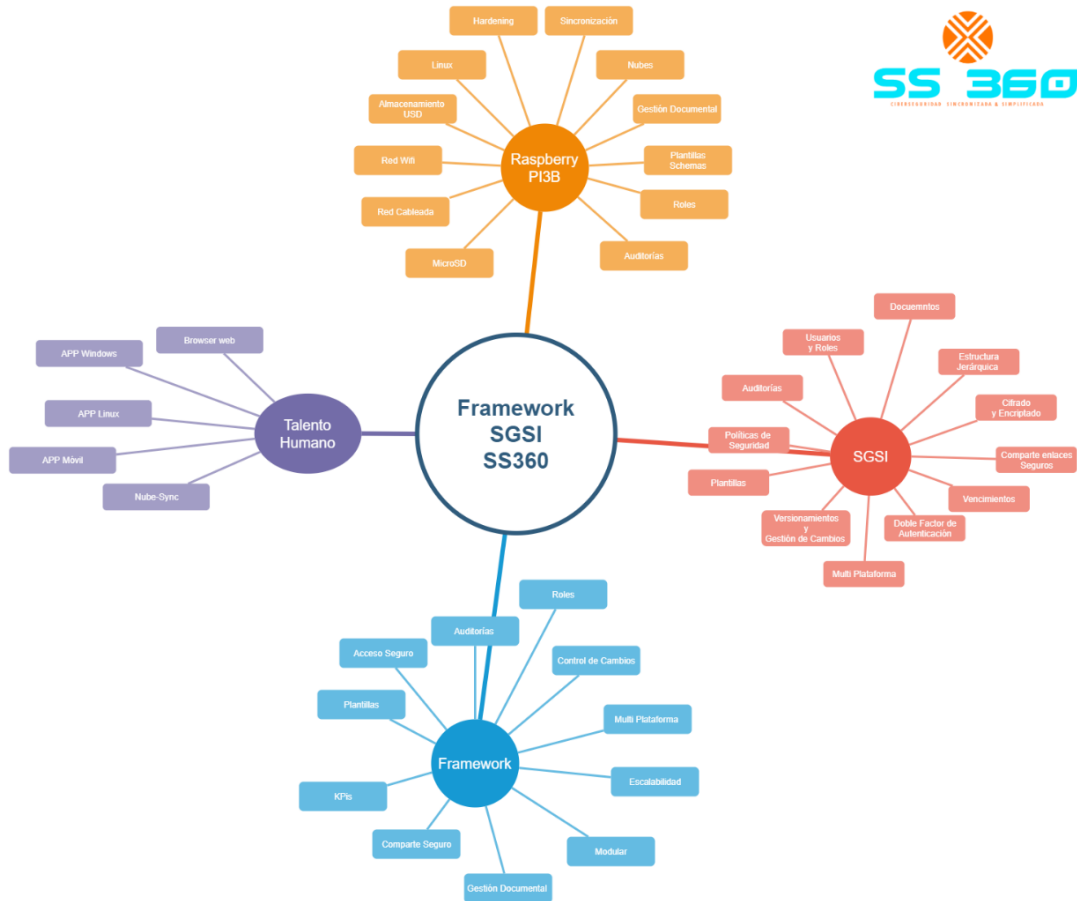 SS 360
CIBERSEGURIDAD SINCRONIZADA & SIMPLIFICADA
Hardening
Sincronización
Linux
Nubes
Almacenamiento
USD
Gestión Documental
Raspberry
PI3B
Red Wifi
Plantillas
Schemas
Red Cableada
Roles
MicroSD
Auditorías
Browser web
APP Windows
APP Linux
Talento
Humano
APP Móvil
Nube-Sync
Framework
SGSI
SS360
Docuemntos
Usuarios
y Roles
Estructura
Jerárquica
Auditorías
Cifrado
y Encriptado
Políticas de
Seguridad
SGSI
Comparte enlaces
Seguros
Plantillas
Vencimientos
Versionamientos
y
Gestión de Cambios
Doble Factor de
Autenticación
Multi Plataforma
Roles
Auditorías
Acceso Seguro
Control de Cambios
Plantillas
Multi Plataforma
Framework
Escalabilidad
KPIs
Comparte Seguro
Modular
Gestión Documental